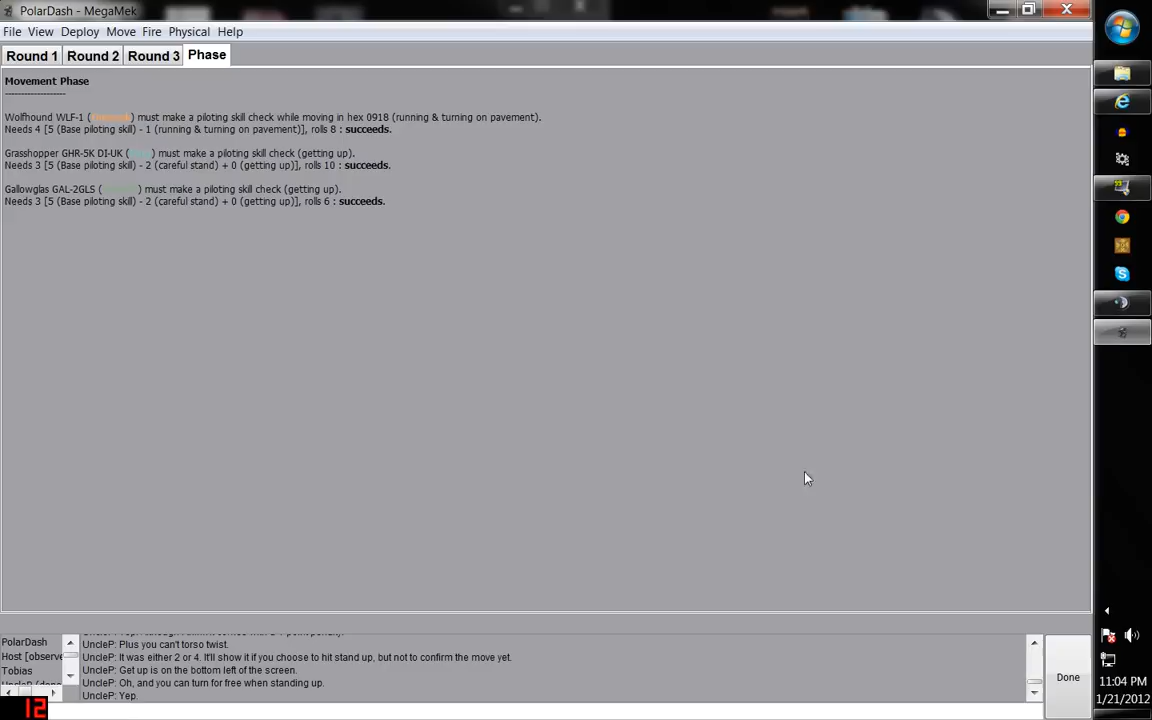 PolarDash - MegaMek
File View Deploy Move Fire Physical Help
Round 1 Round 2 Round 3 Phase
Movement Phase
-------------------
Wolfhound WLF-1 ( ) must make a piloting skill check while moving in hex 0918 (running & turning on pavement).
Needs 4 [5 (Base piloting skill) - 1 (running & turning on pavement)], rolls 8 : succeeds.
Grasshopper GHR-5K DI-UK ( ) must make a piloting skill check (getting up).
Needs 3 [5 (Base piloting skill) - 2 (careful stand) + 0 (getting up)], rolls 10 : succeeds.
Gallowglas GAL-2GLS ( ) must make a piloting skill check (getting up).
Needs 3 [5 (Base piloting skill) - 2 (careful stand) + 0 (getting up)], rolls 6 : succeeds.
PolarDash
Host [observe
Tobias
UncleP: Plus you can't torso twist.
UncleP: It was either 2 or 4. It'll show it if you choose to hit stand up, but not to confirm the move yet.
UncleP: Get up is on the bottom left of the screen.
UncleP: Oh, and you can turn for free when standing up.
UncleP: Yep.
Done
12
11:04 PM
1/21/2012